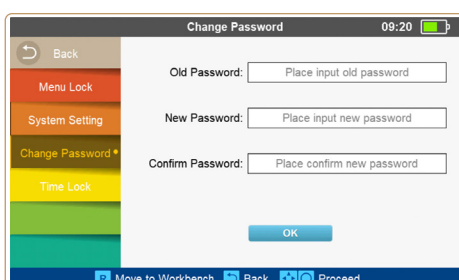 Change Password 09:20
Back
Menu Lock
System Setting
Change Password
Time Lock
Old Password: Place input old password
New Password: Place input new password
Confirm Password: Place confirm new password
OK
R Move to Workbench Back Proceed